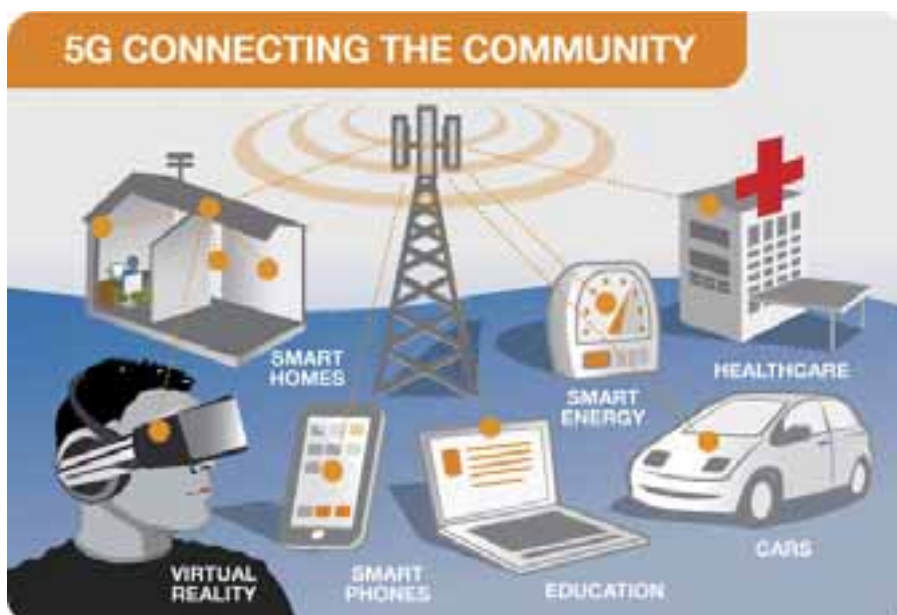 5G CONNECTING THE COMMUNITY
SMART
HOMES
SMART
ENERGY
HEALTHCARE
VIRTUAL
REALITY
SMART
PHONES
EDUCATION
CARS